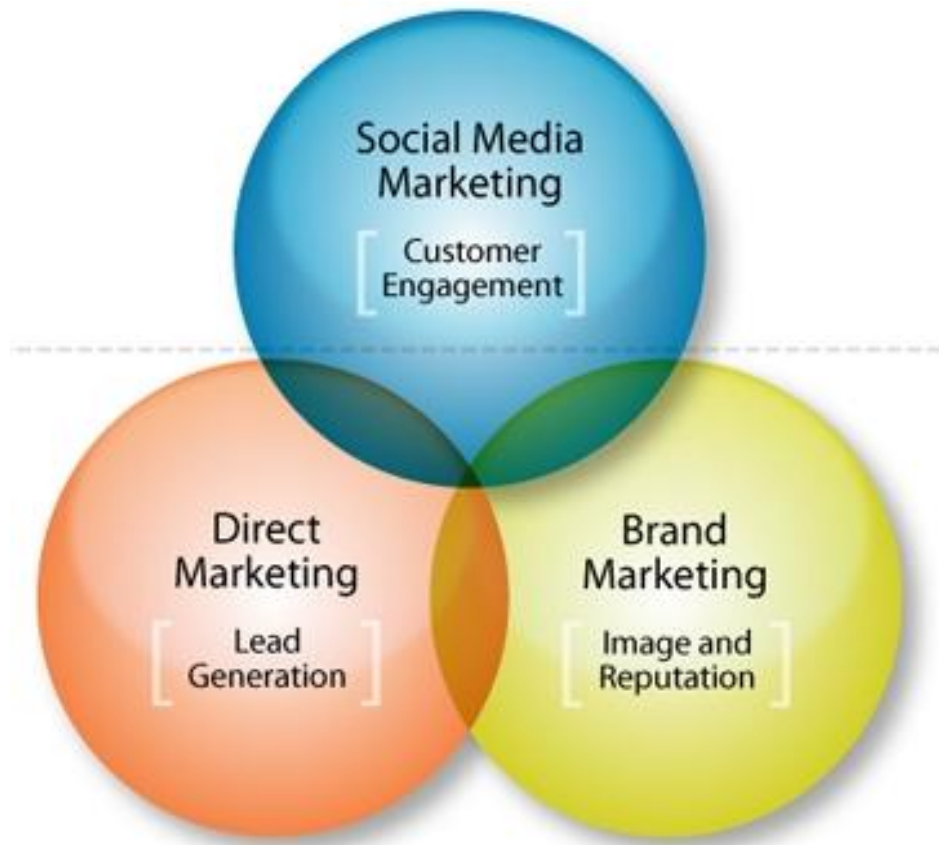 Social Media
Marketing
Customer
Engagement
Direct
Marketing
Lead
Generation
Brand
Marketing
Image and
Reputation